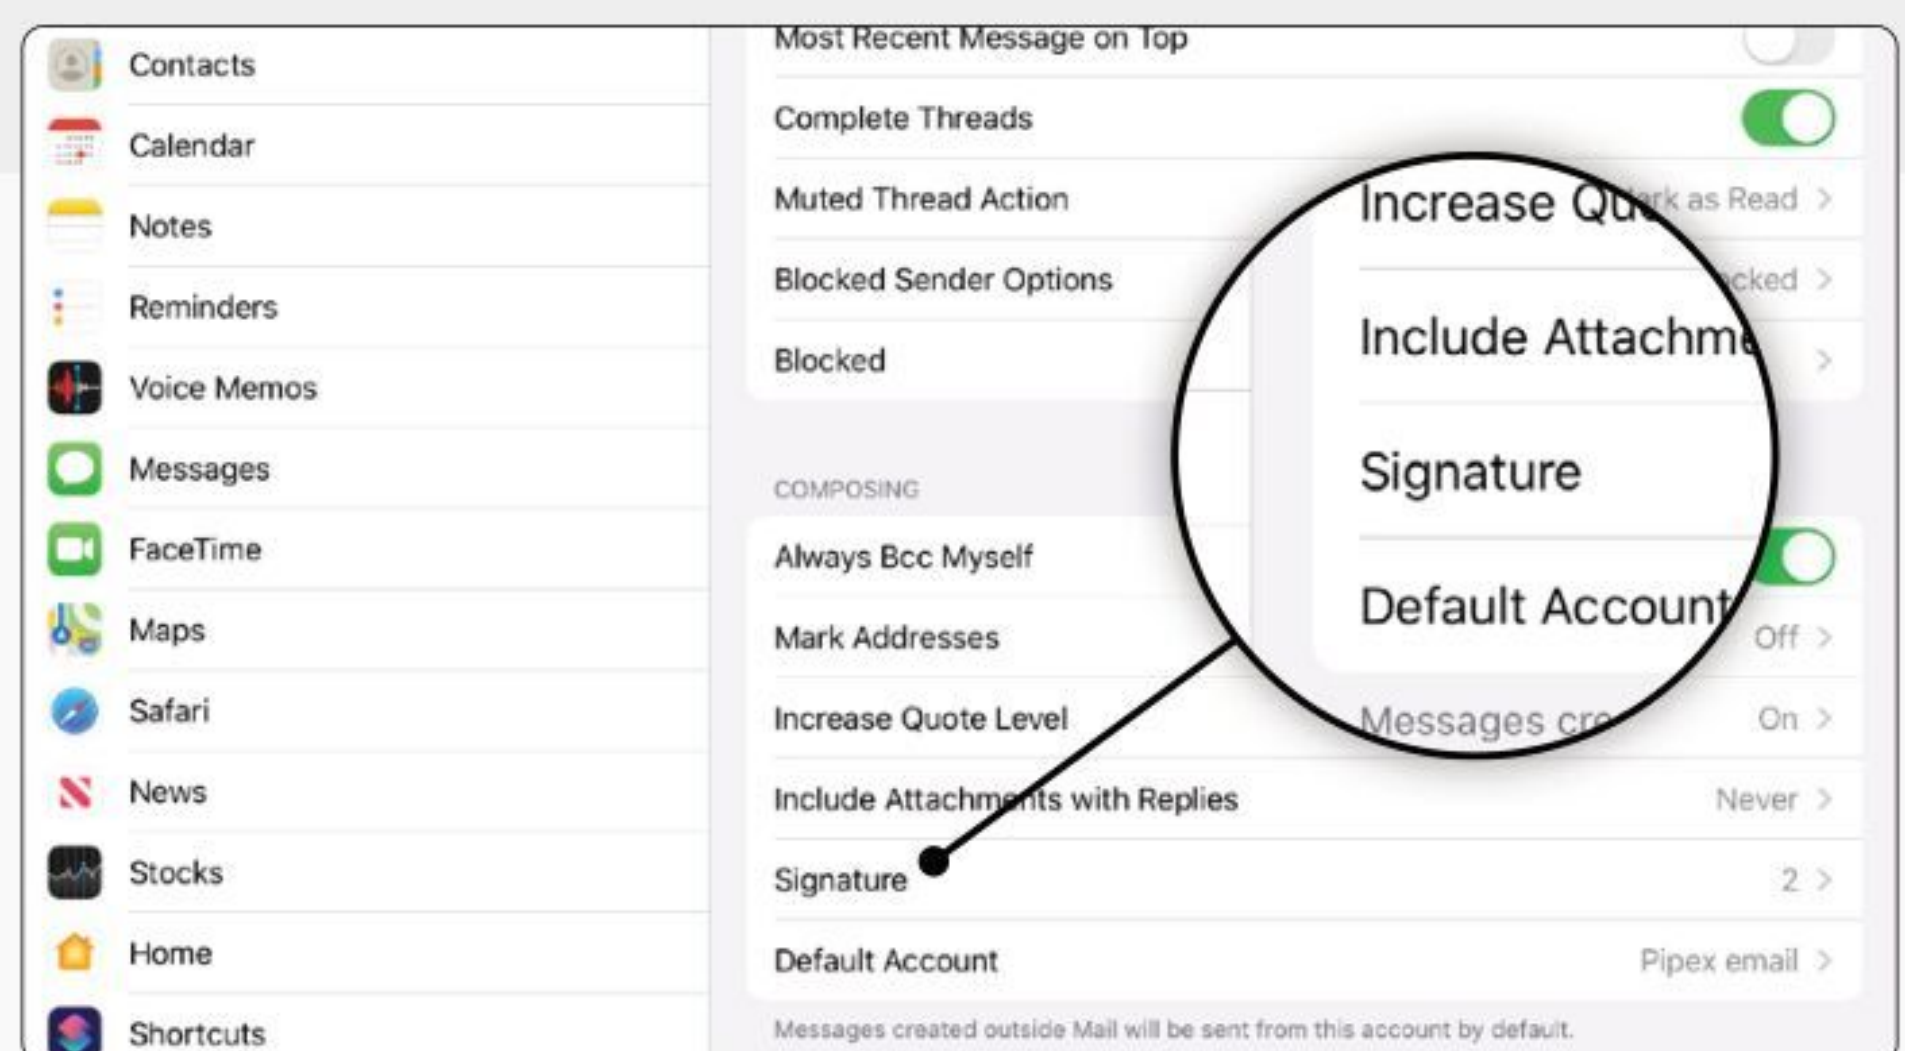 Contacts
Calendar
Notes
Reminders
Voice Memos
Messages
FaceTime
Maps
Safari
News
Stocks
Home
Shortcuts
Most Recent Message on Top
Complete Threads
Muted Thread Action as Read
Blocked Sender Options
Blocked
COMPOSING
Always Bcc Myself
Mark Addresses Off
Increase Quote Level On
Include Attachments with Replies Never
Signature 2
Default Account Pipex email
Messages created outside Mail will be sent from this account by default.
Increase
Include
Signature
Default Account
Messages